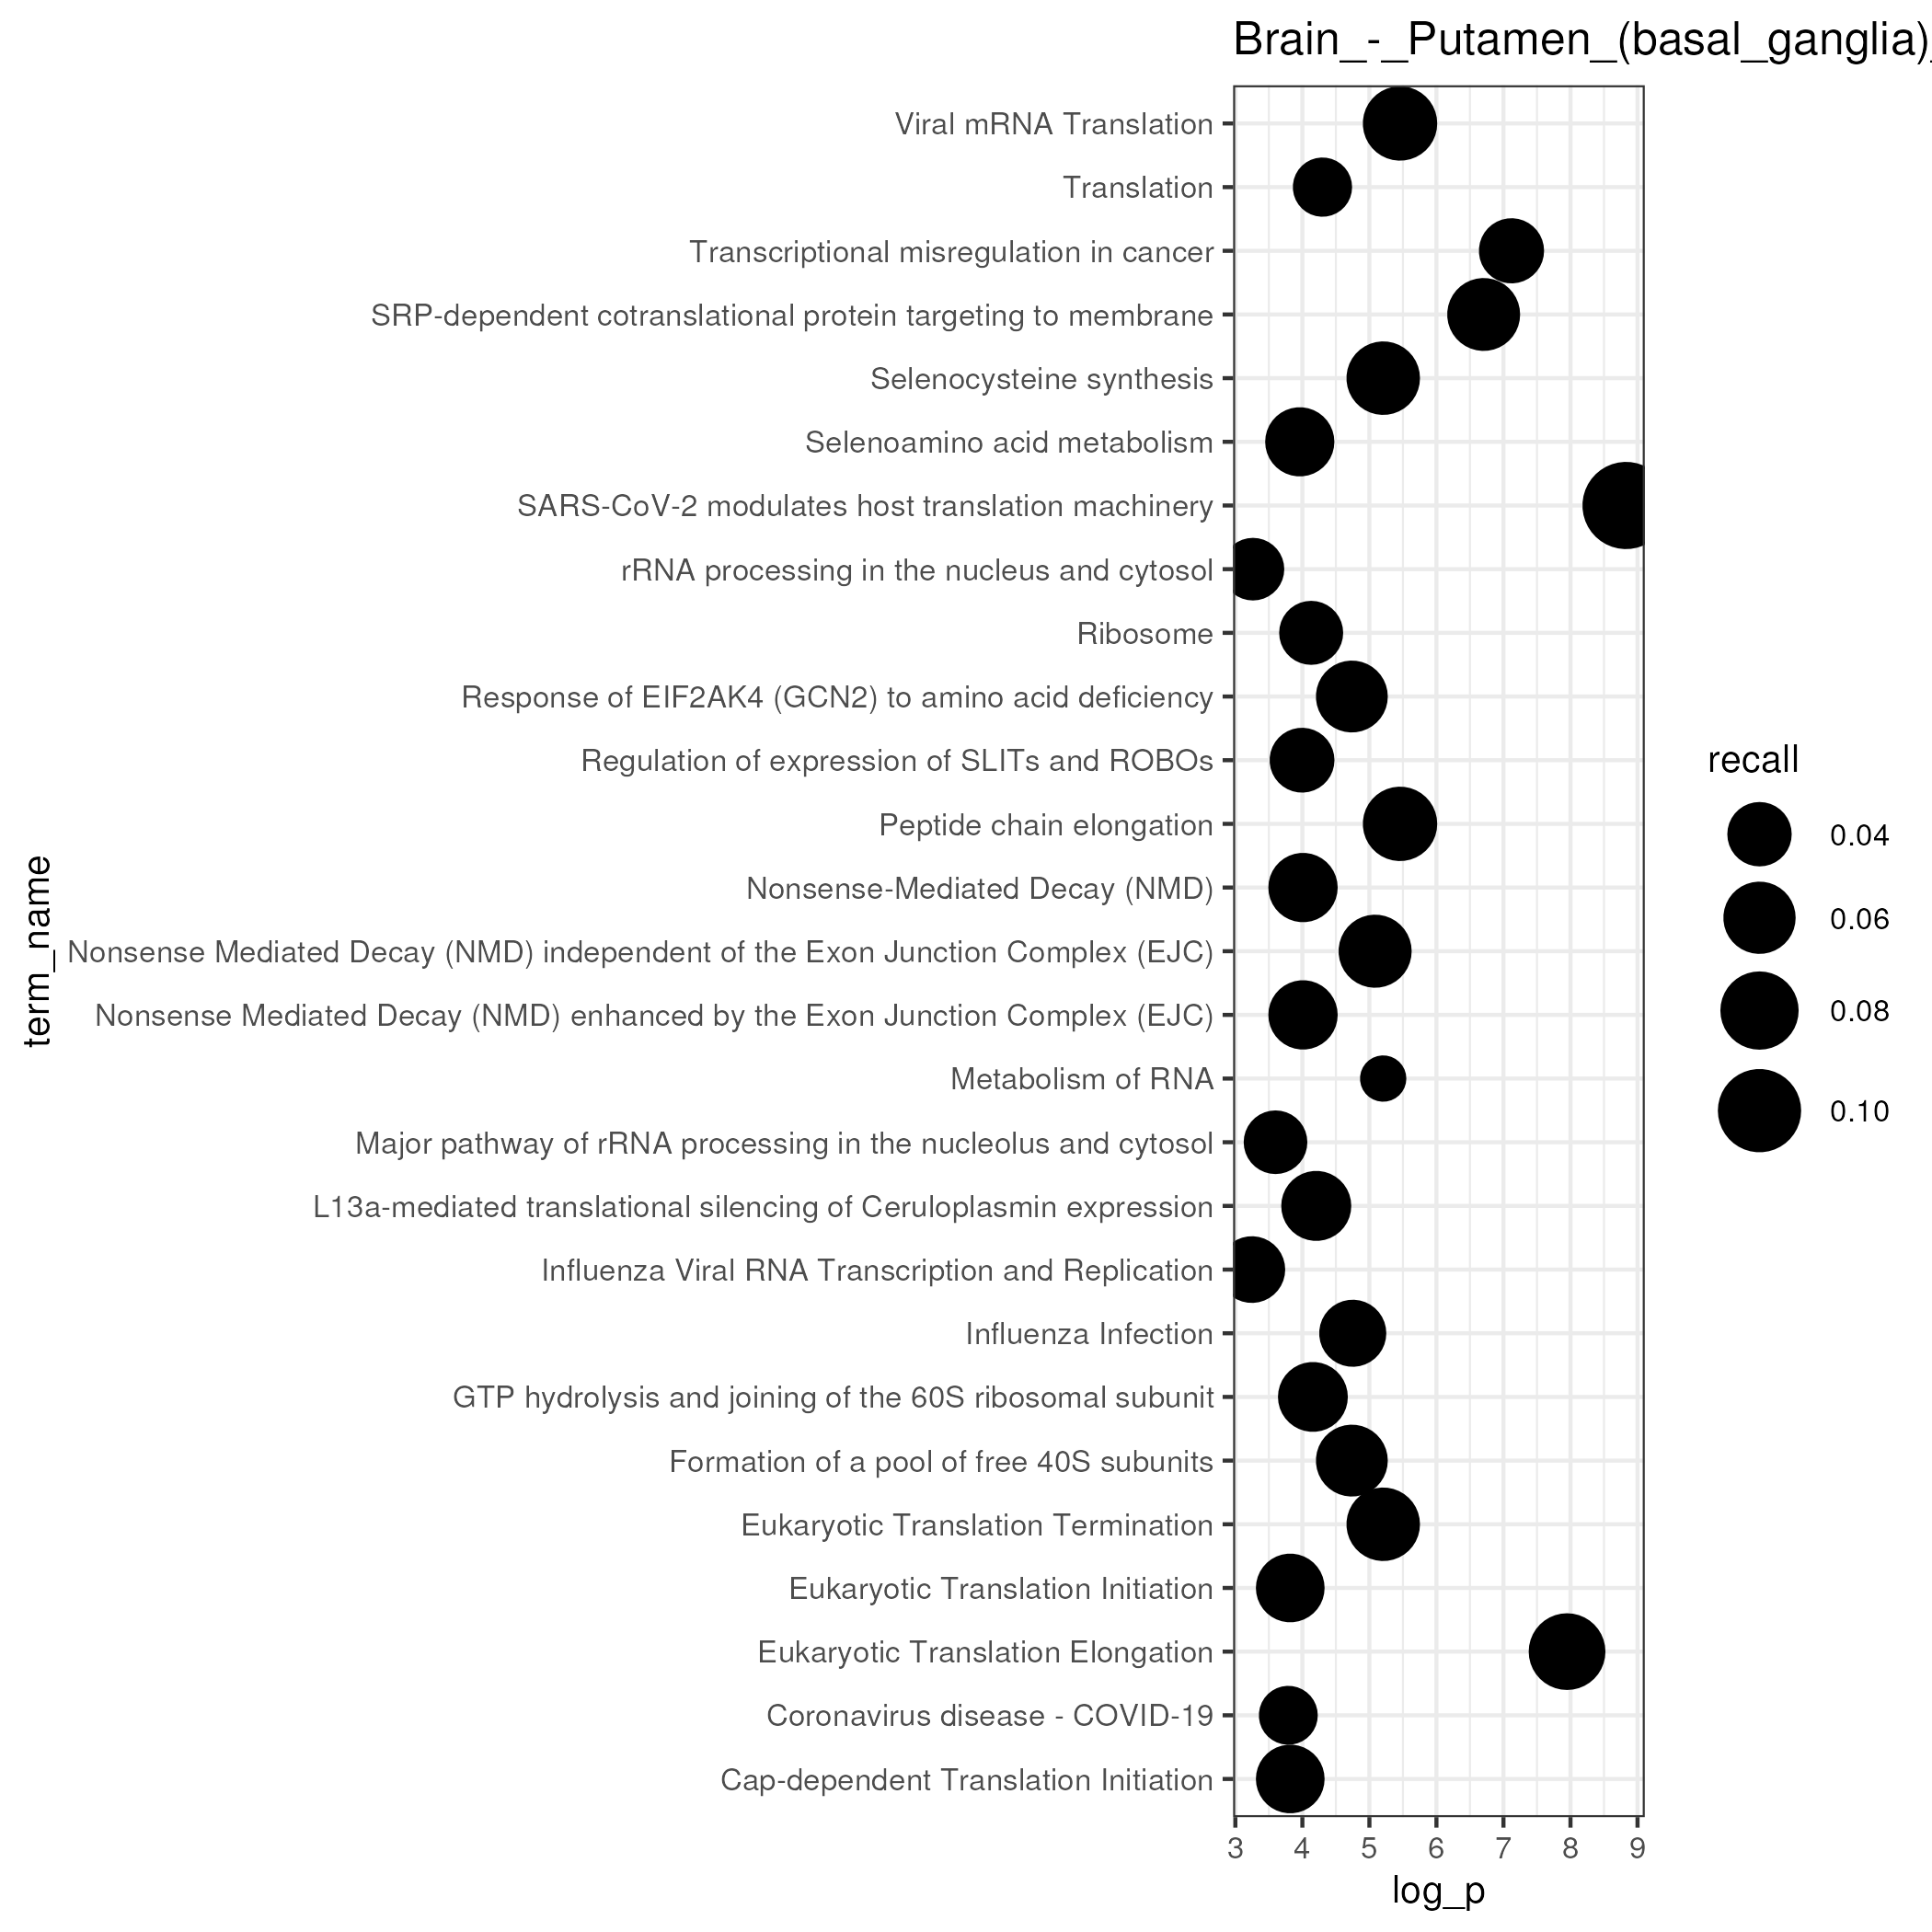 Brain_-_Putamen_(basal_ganglia)_
Viral mRNA Translation
Translation
Transcriptional misregulation in cancer
SRP-dependent cotranslational protein targeting to membrane
Selenocysteine synthesis
Selenoamino acid metabolism
SARS-CoV-2 modulates host translation machinery
rRNA processing in the nucleus and cytosol
Ribosome
Response of EIF2AK4 (GCN2) to amino acid deficiency
Regulation of expression of SLITs and ROBOs
Peptide chain elongation
Nonsense-Mediated Decay (NMD)
Nonsense Mediated Decay (NMD) independent of the Exon Junction Complex (EJC)
Nonsense Mediated Decay (NMD) enhanced by the Exon Junction Complex (EJC)
Metabolism of RNA
Major pathway of rRNA processing in the nucleolus and cytosol
L13a-mediated translational silencing of Ceruloplasmin expression
Influenza Viral RNA Transcription and Replication
Influenza Infection
GTP hydrolysis and joining of the 60S ribosomal subunit
Formation of a pool of free 40S subunits
Eukaryotic Translation Termination
Eukaryotic Translation Initiation
Eukaryotic Translation Elongation
Coronavirus disease - COVID-19
Cap-dependent Translation Initiation
term_name
3 4 5 6 7 8 9
log_p
recall
0.04
0.06
0.08
0.10